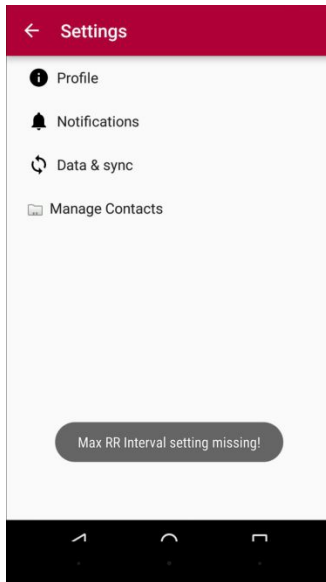 Settings
Profile
Notifications
Data & sync
Manage Contacts
Max RR Interval setting missing!